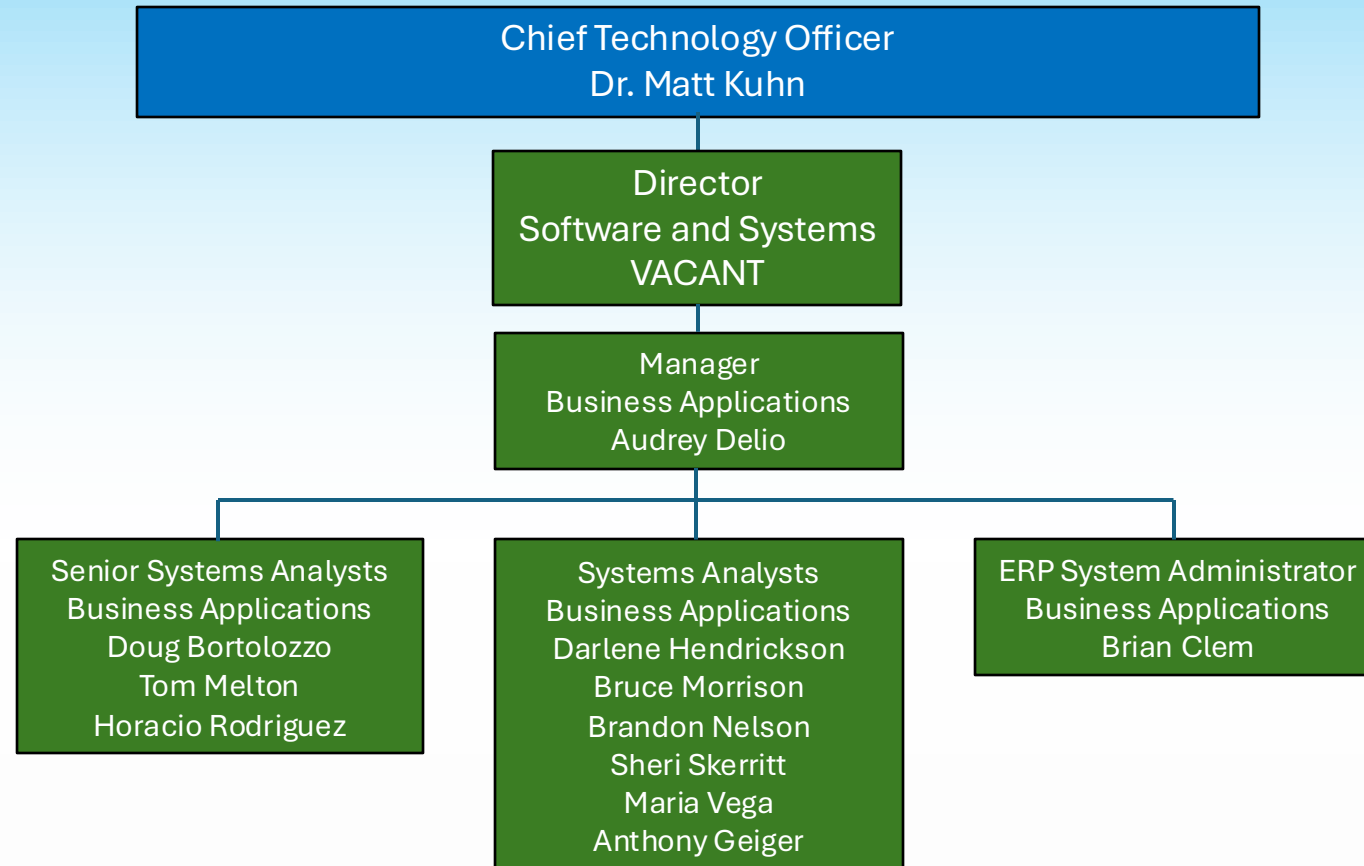 Chief Technology Officer
Dr. Matt Kuhn
Director
Software and Systems
VACANT
Manager
Business Applications
Audrey Delio
Senior Systems Analysts
Business Applications
Doug Bortolozzo
Tom Melton
Horacio Rodriguez
Systems Analysts
Business Applications
Darlene Hendrickson
Bruce Morrison
Brandon Nelson
Sheri Skerritt
Maria Vega
Anthony Geiger
ERP System Administrator
Business Applications
Brian Clem